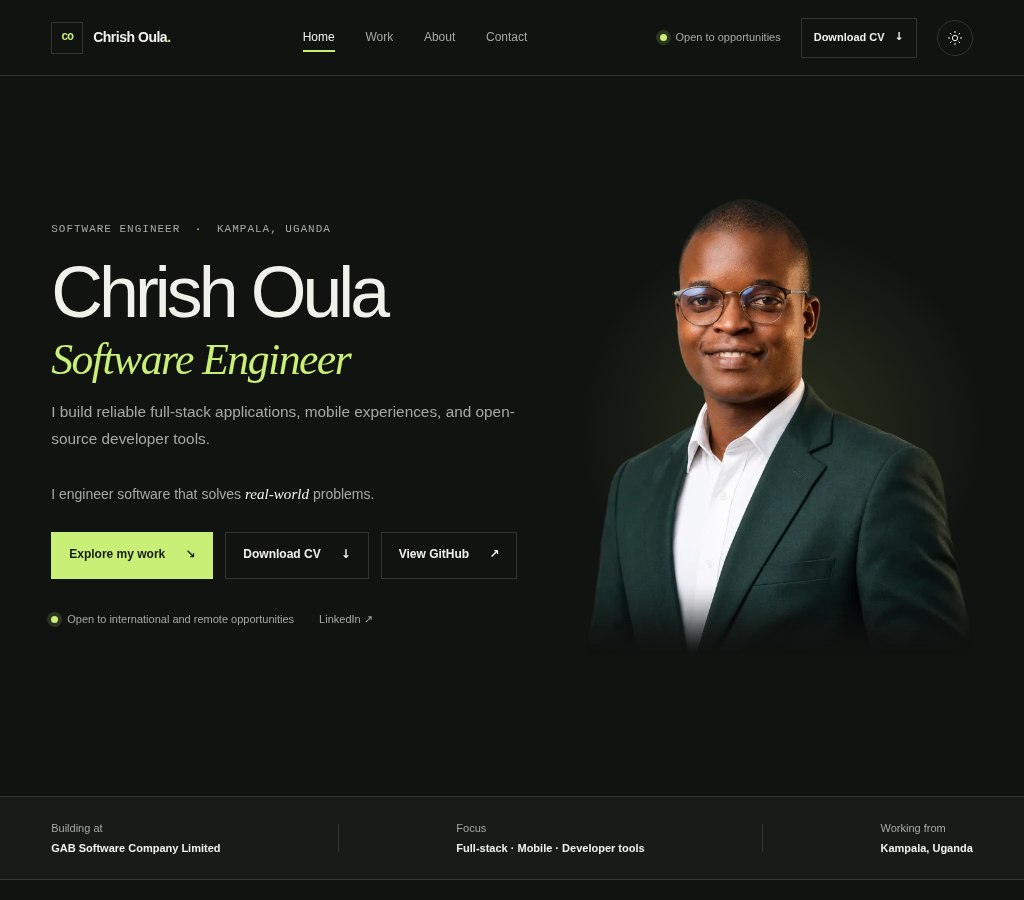 co
Chrish Oula.
Home
Work
About
Contact
Open to opportunities
Download CV ↓
SOFTWARE ENGINEER · KAMPALA, UGANDA
Chrish Oula
Software Engineer
I build reliable full-stack applications, mobile experiences, and open-
source developer tools.
I engineer software that solves real-world problems.
Explore my work ↘
Download CV ↓
View GitHub ↗
Open to international and remote opportunities
LinkedIn ↗
Building at
GAB Software Company Limited
Focus
Full-stack · Mobile · Developer tools
Working from
Kampala, Uganda